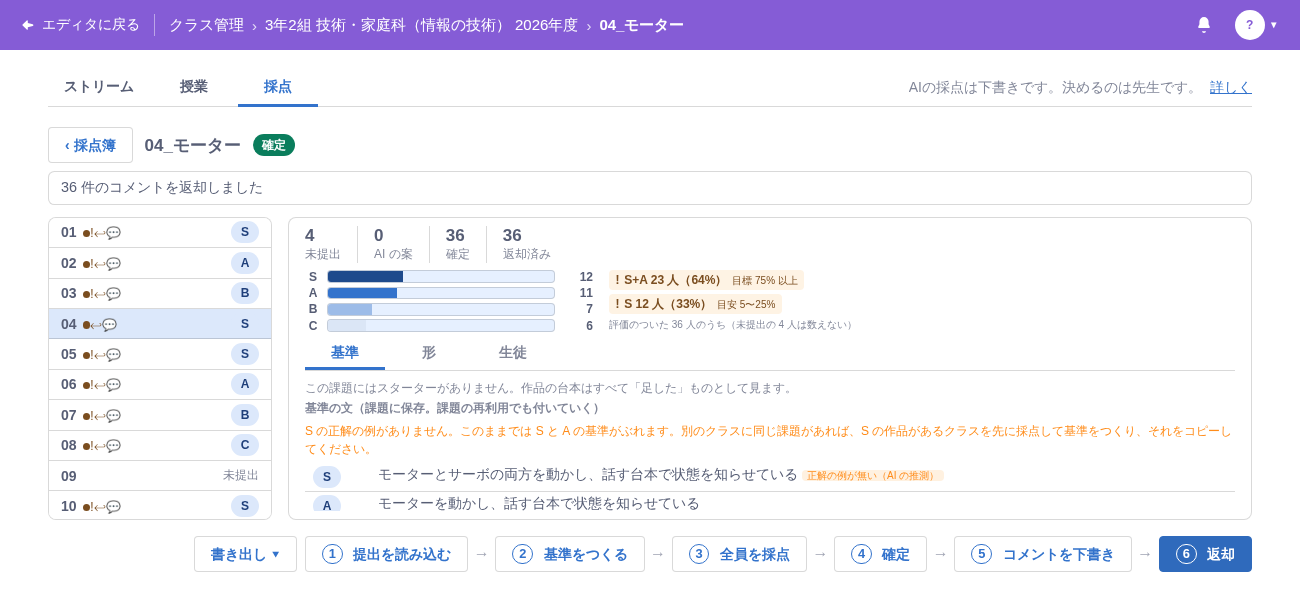 エディタに戻る
クラス管理 › 3年2組 技術・家庭科（情報の技術） 2026年度 › 04_モーター
?
ストリーム 授業 採点
AIの採点は下書きです。決めるのは先生です。 詳しく
‹ 採点簿 04_モーター 確定
36 件のコメントを返却しました
01 S
02 A
03 B
04 S
05 S
06 A
07 B
08 C
09 未提出
10 S
4 0 36 36
未提出 AI の案 確定 返却済み
S 12
A 11
B 7
C 6
! S+A 23 人（64%） 目標 75% 以上
! S 12 人（33%） 目安 5〜25%
評価のついた 36 人のうち（未提出の 4 人は数えない）
基準 形 生徒
この課題にはスターターがありません。作品の台本はすべて「足した」ものとして見ます。
基準の文（課題に保存。課題の再利用でも付いていく）
S の正解の例がありません。このままでは S と A の基準がぶれます。別のクラスに同じ課題があれば、S の作品があるクラスを先に採点して基準をつくり、それをコピーし
てください。
S モーターとサーボの両方を動かし、話す台本で状態を知らせている 正解の例が無い（AI の推測）
A モーターを動かし、話す台本で状態を知らせている
書き出し ▾ 1 提出を読み込む → 2 基準をつくる → 3 全員を採点 → 4 確定 → 5 コメントを下書き → 6 返却